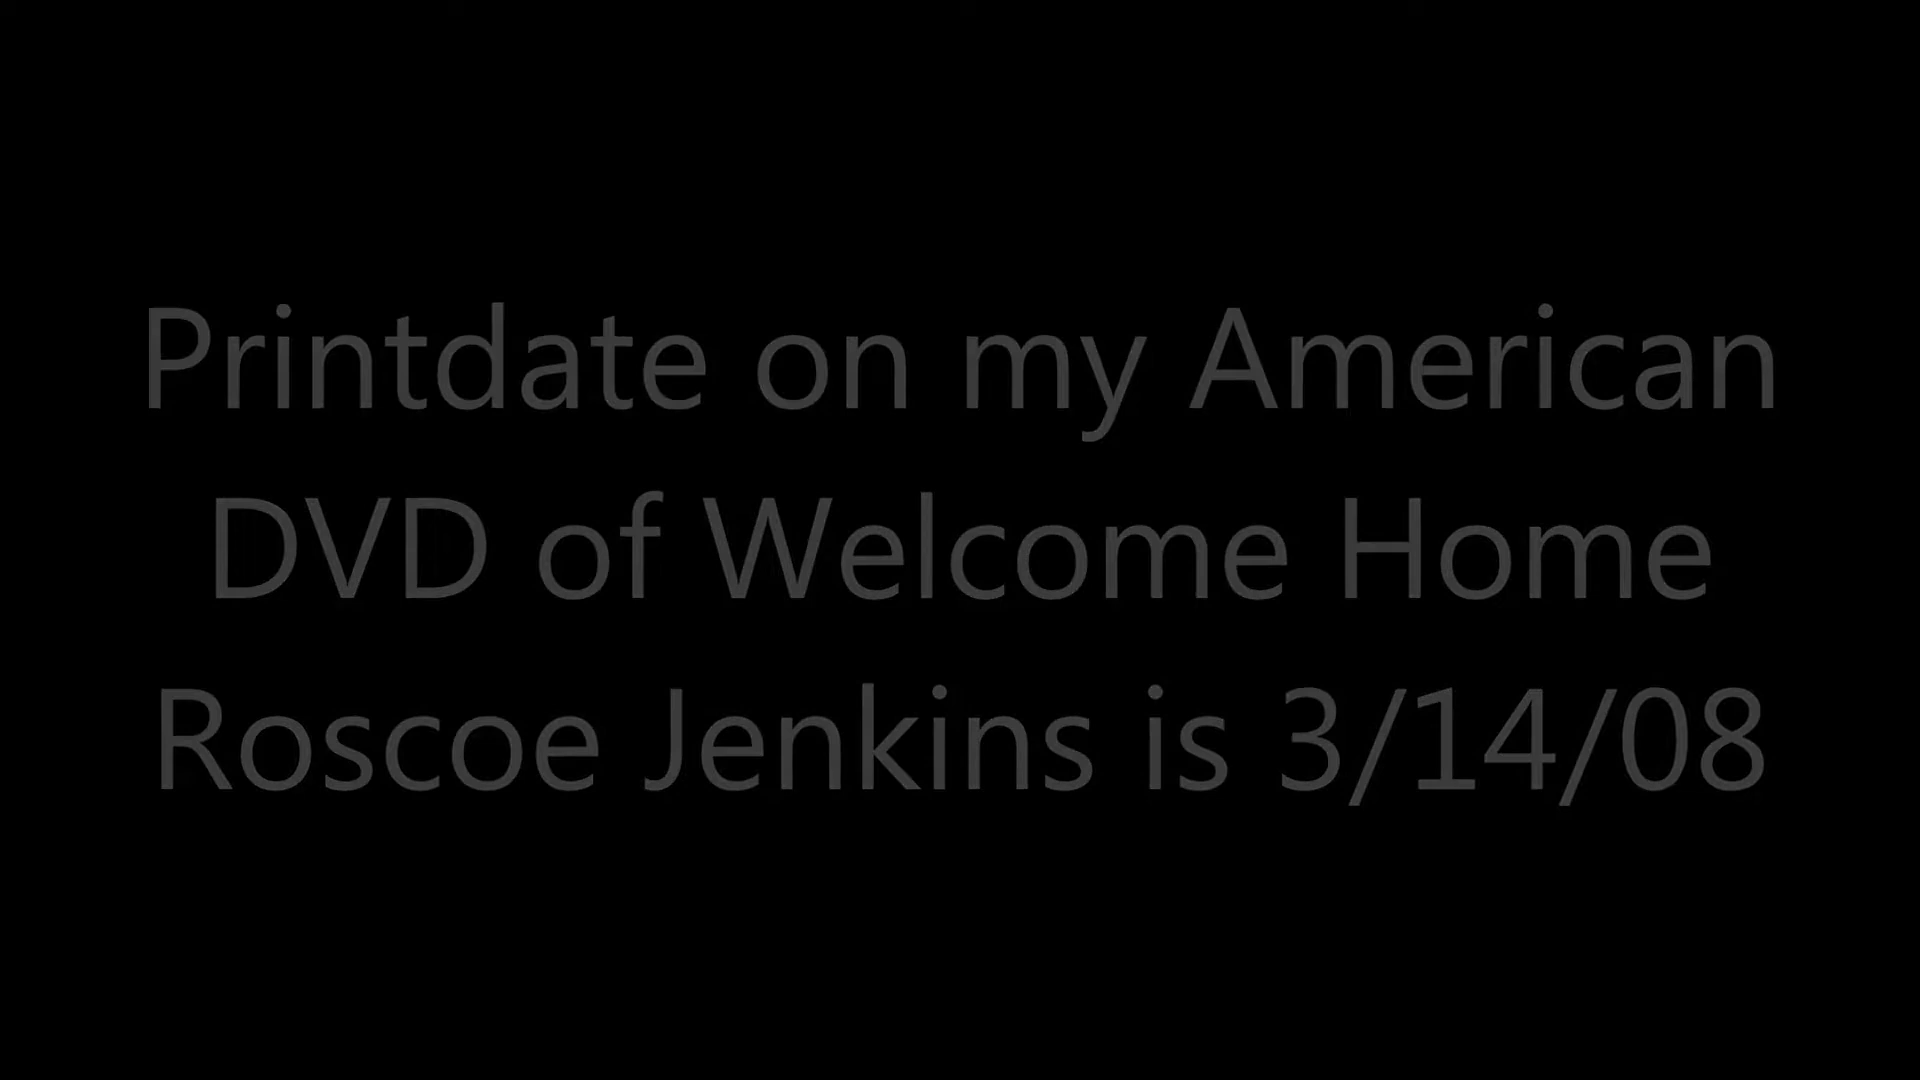 Printdate on my American
DVD of Welcome Home
Roscoe Jenkins is 3/14/08